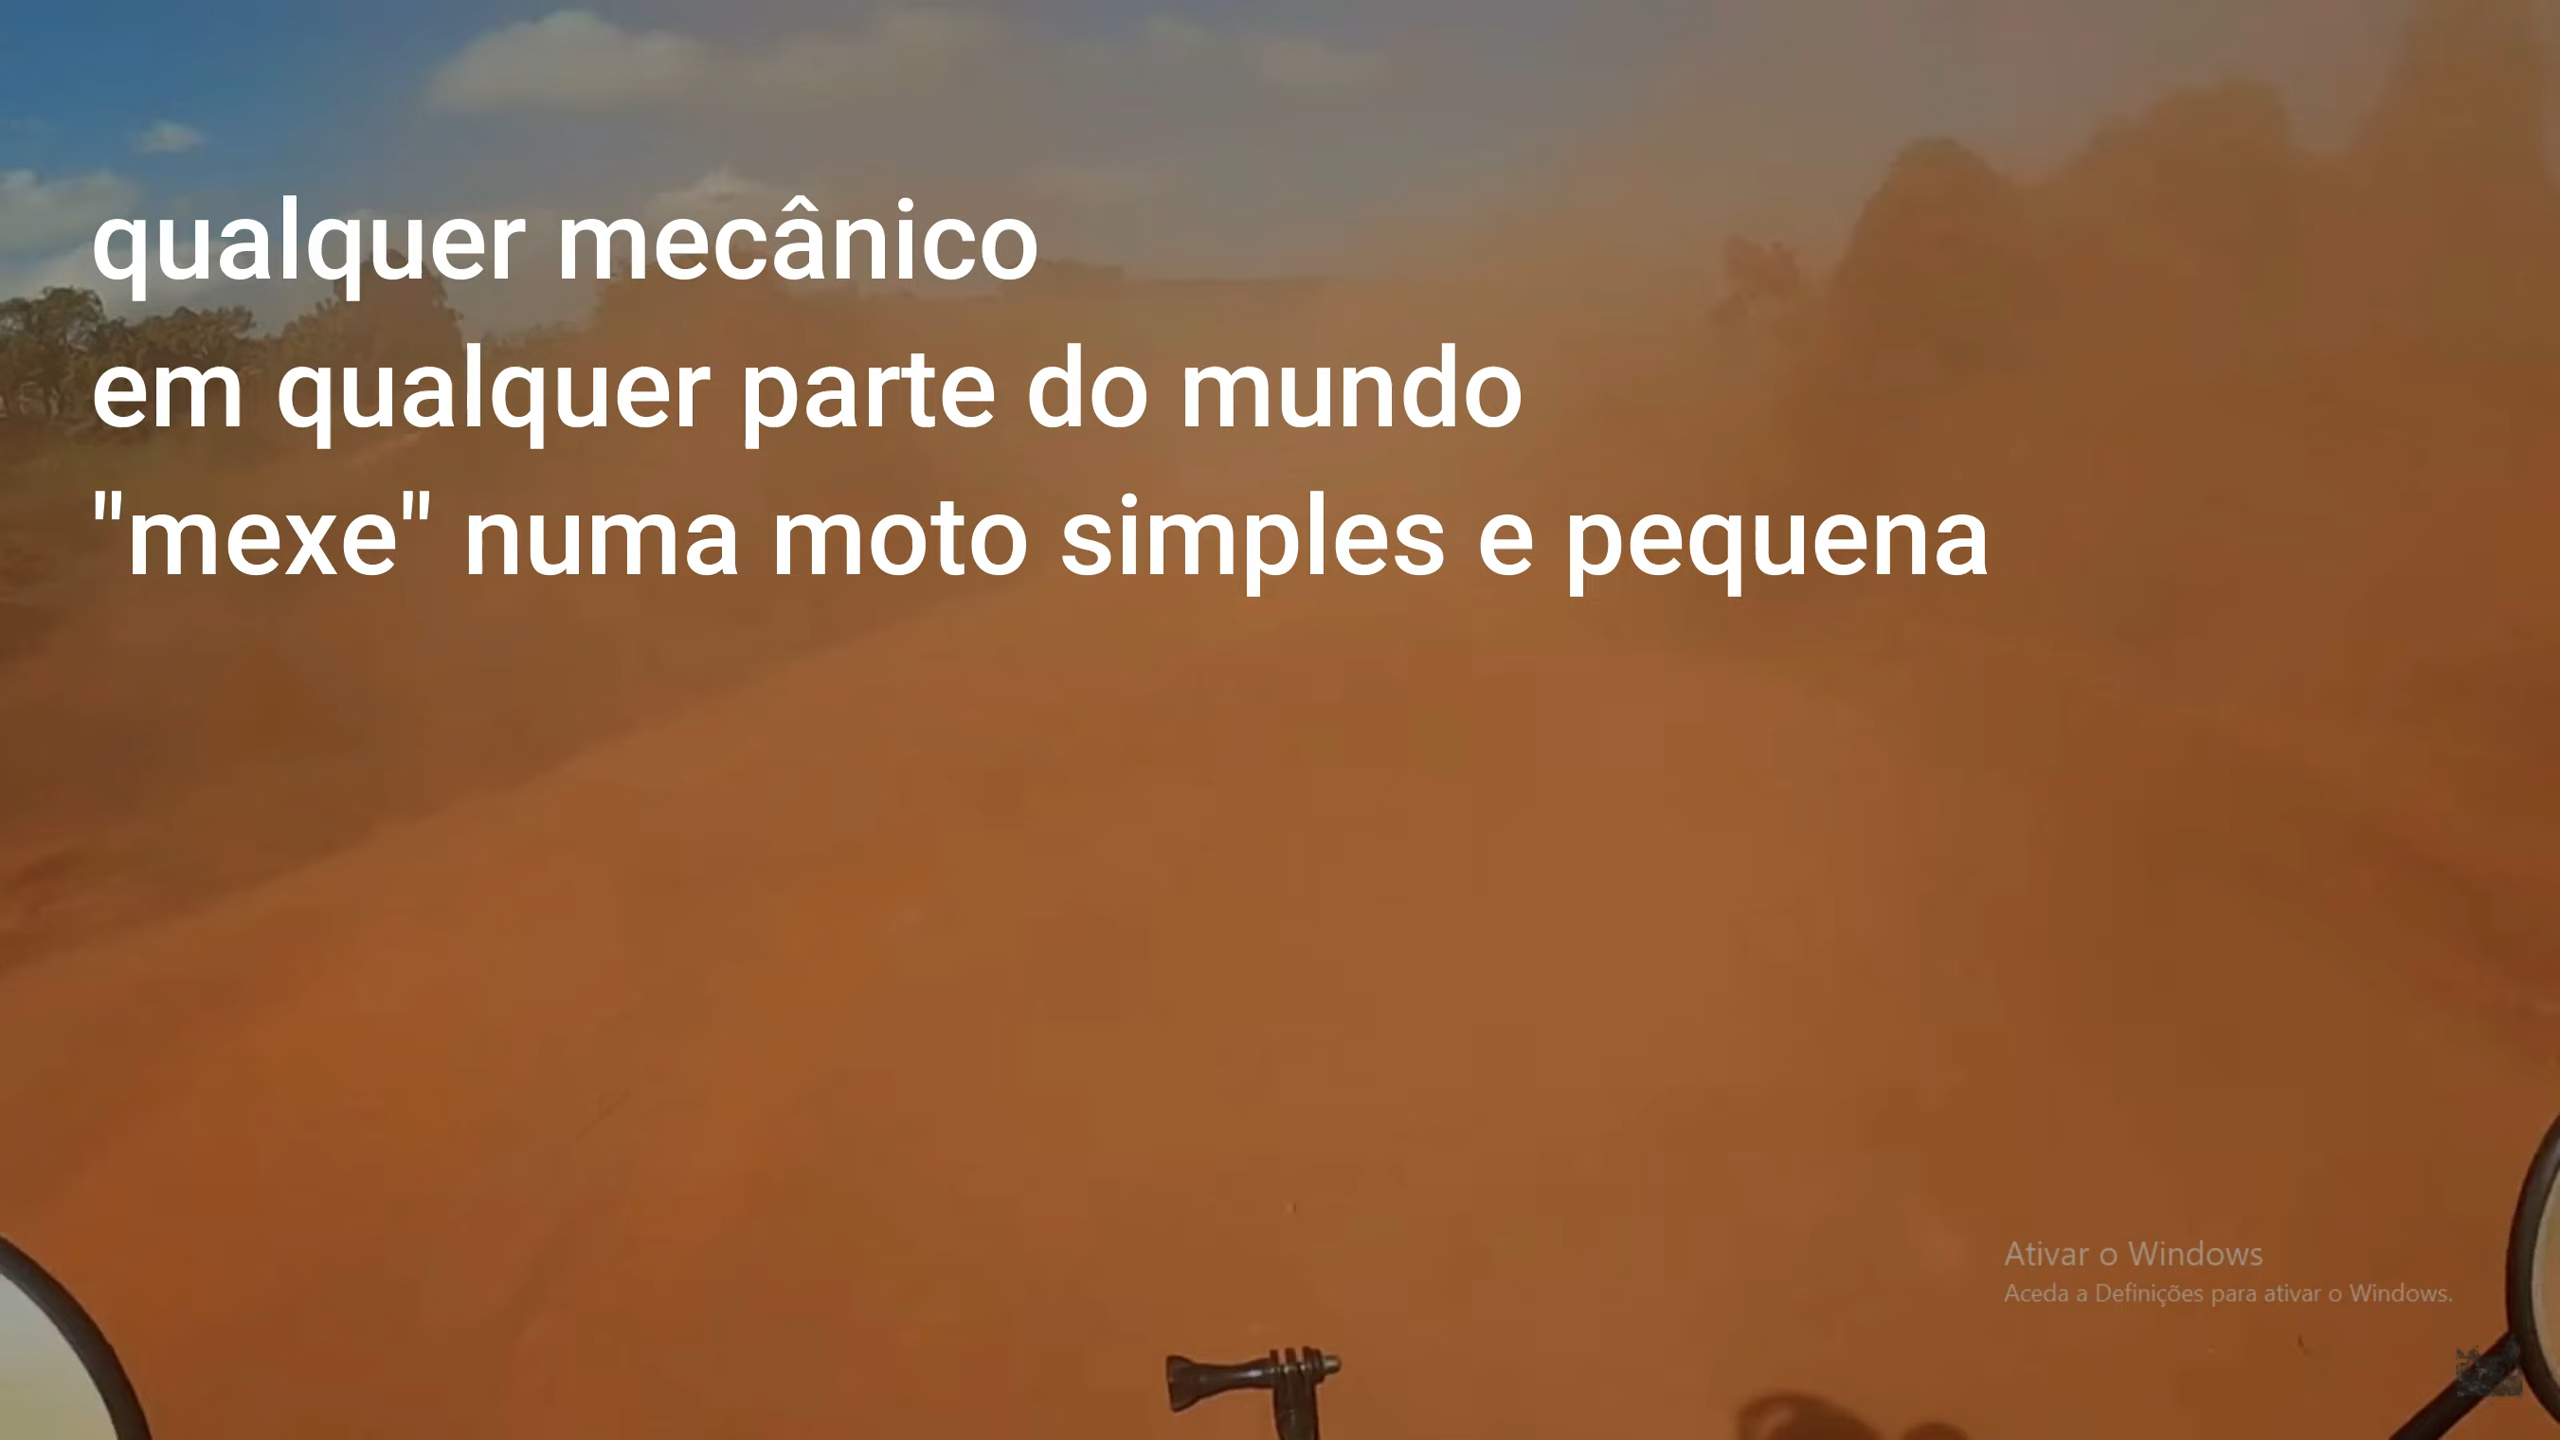 qualquer mecânico
em qualquer parte do mundo
"mexe" numa moto simples e pequena
Ativar o Windows
Aceda a Definições para ativar o Windows.